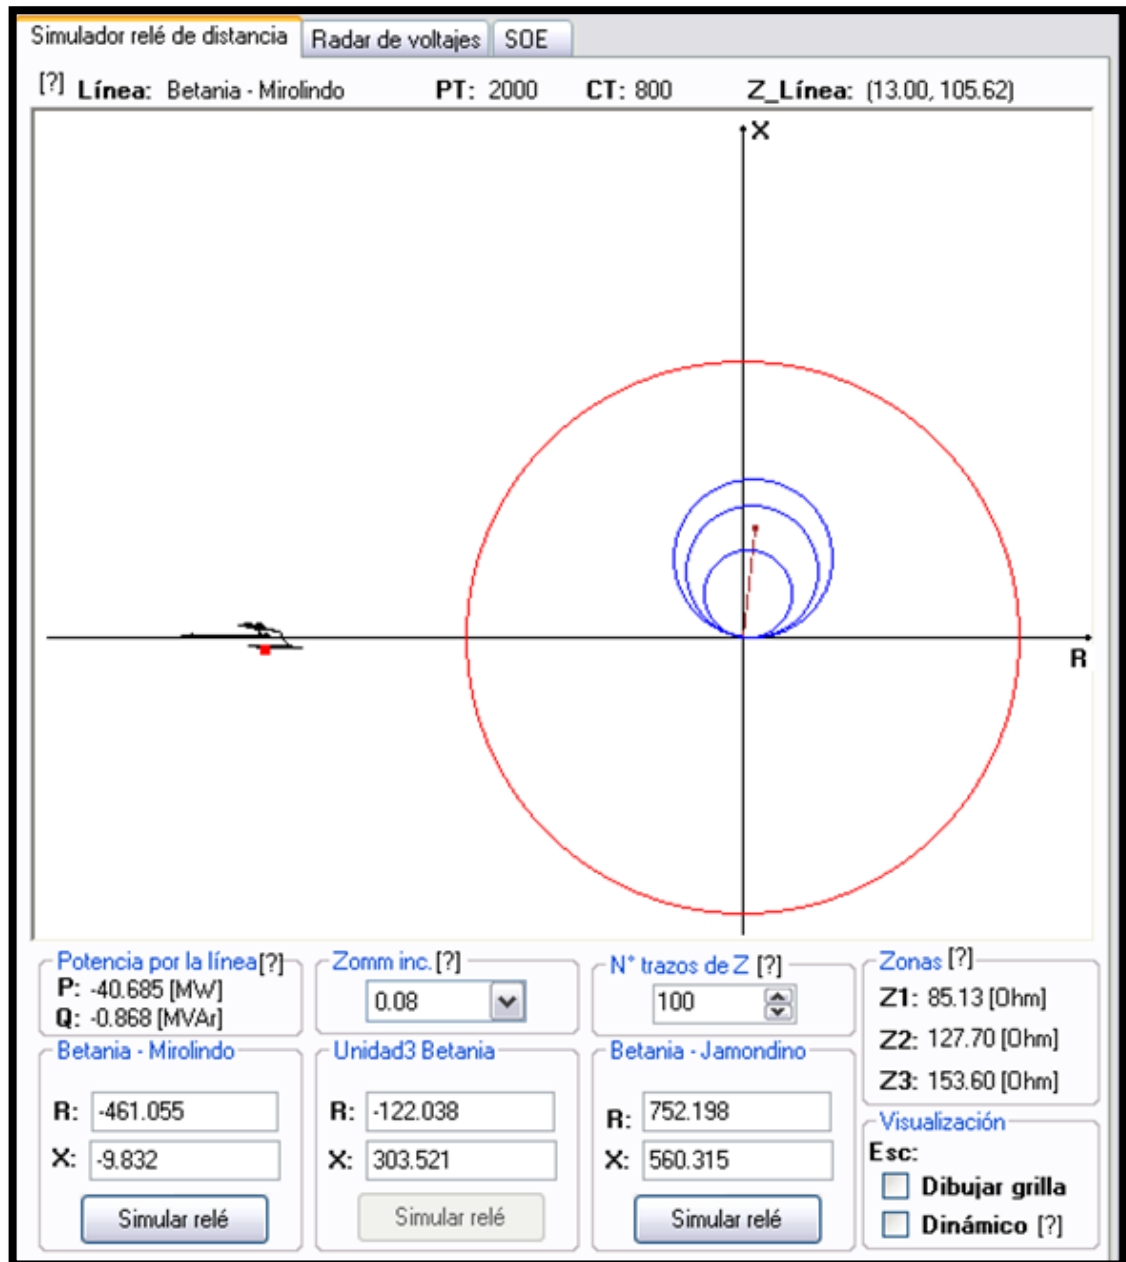 Simulador relé de distancia Radar de voltajes SOE
[?] Línea: Betania - Mirolindo PT: 2000 CT: 800 Z_Línea: (13.00, 105.62)
X
R
Potencia por la línea[?]
P: -40.685 [MW]
Q: -0.868 [MVAr]
Zomm inc.[?]
0.08
N° trazos de Z [?]
100
Zonas [?]
Z1: 85.13 [Ohm]
Z2: 127.70 [Ohm]
Z3: 153.60 [Ohm]
Betania - Mirolindo
R: -461.055
X: -9.832
Simular relé
Unidad3 Betania
R: -122.038
X: 303.521
Simular relé
Betania - Jamondino
R: 752.198
X: 560.315
Simular relé
Visualización
Esc:
Dibujar grilla
Dinámico [?]